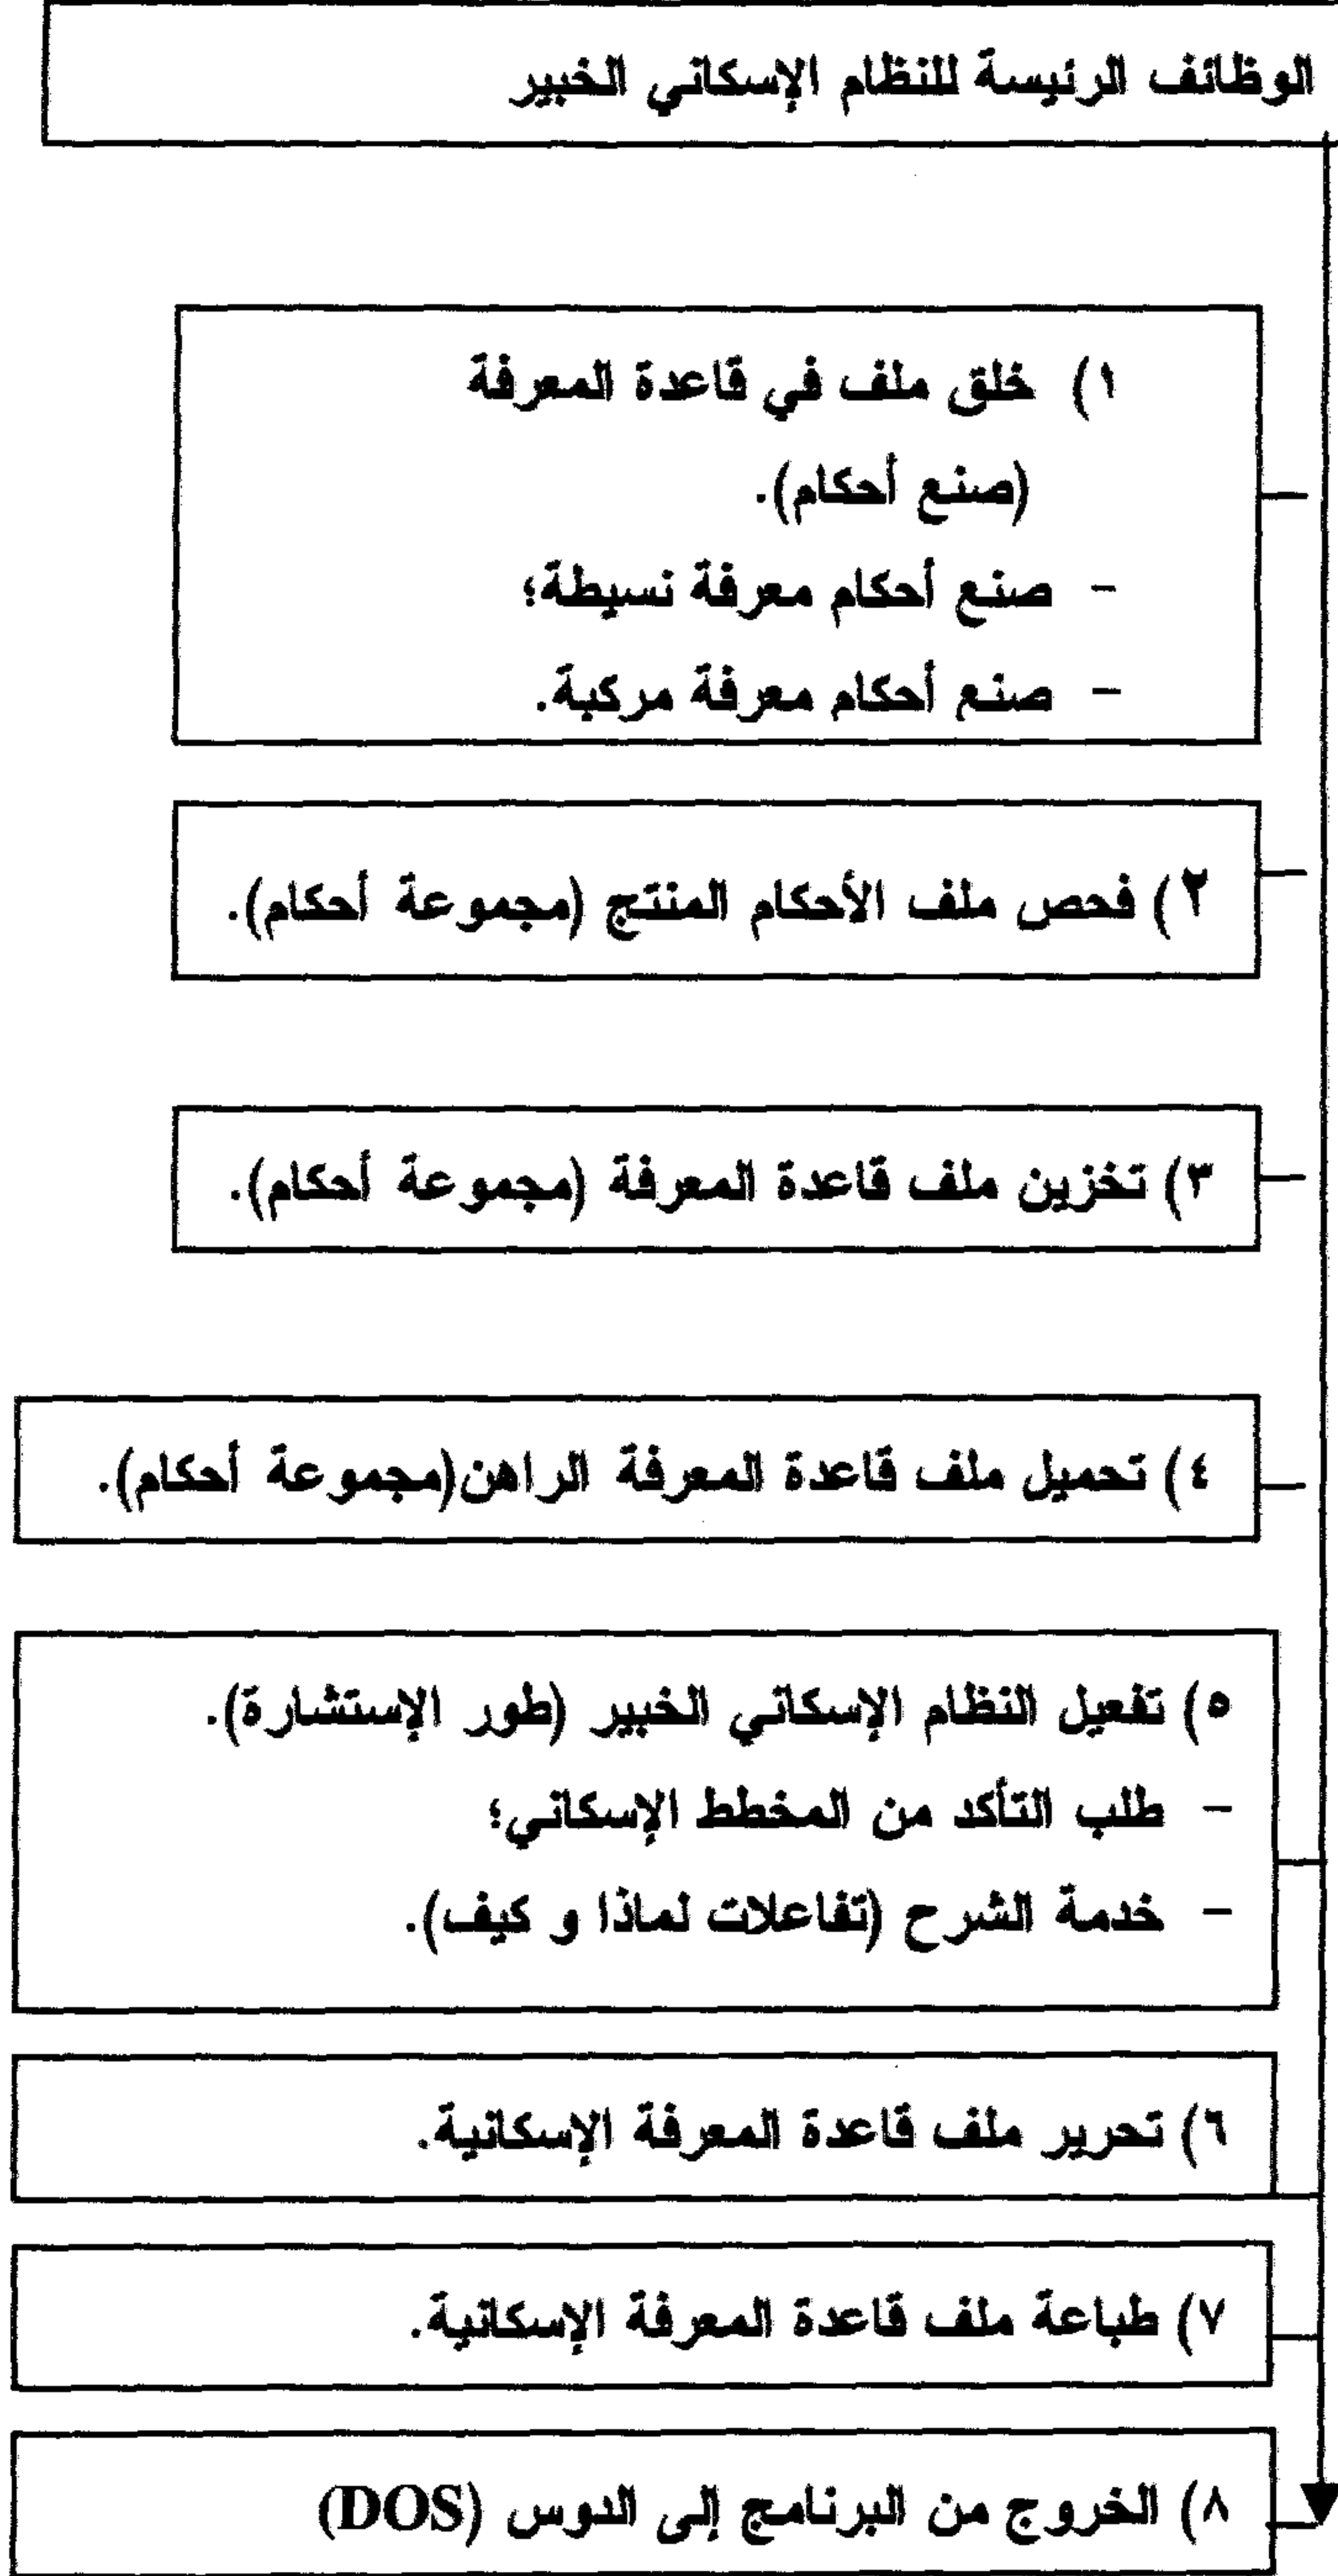 الوظائف الرئيسة للنظام الإسكاني الخبير
١) خلق ملف في قاعدة المعرفة
(صنع أحكام).
- صنع أحكام معرفة نسيطة؛
- صنع أحكام معرفة مركبة.
٢) فحص ملف الأحكام المنتج (مجموعة أحكام).
٣) تخزين ملف قاعدة المعرفة (مجموعة أحكام).
٤) تحميل ملف قاعدة المعرفة الراهن(مجموعة أحكام).
٥) تفعيل النظام الإسكاني الخبير (طور الإستشارة).
- طلب التأكد من المخطط الإسكاني؛
- خدمة الشرح (تفاعلات لماذا و كيف).
٦) تحرير ملف قاعدة المعرفة الإسكانية.
٧) طباعة ملف قاعدة المعرفة الإسكانية.
٨) الخروج من البرنامج إلى الدوس (DOS)